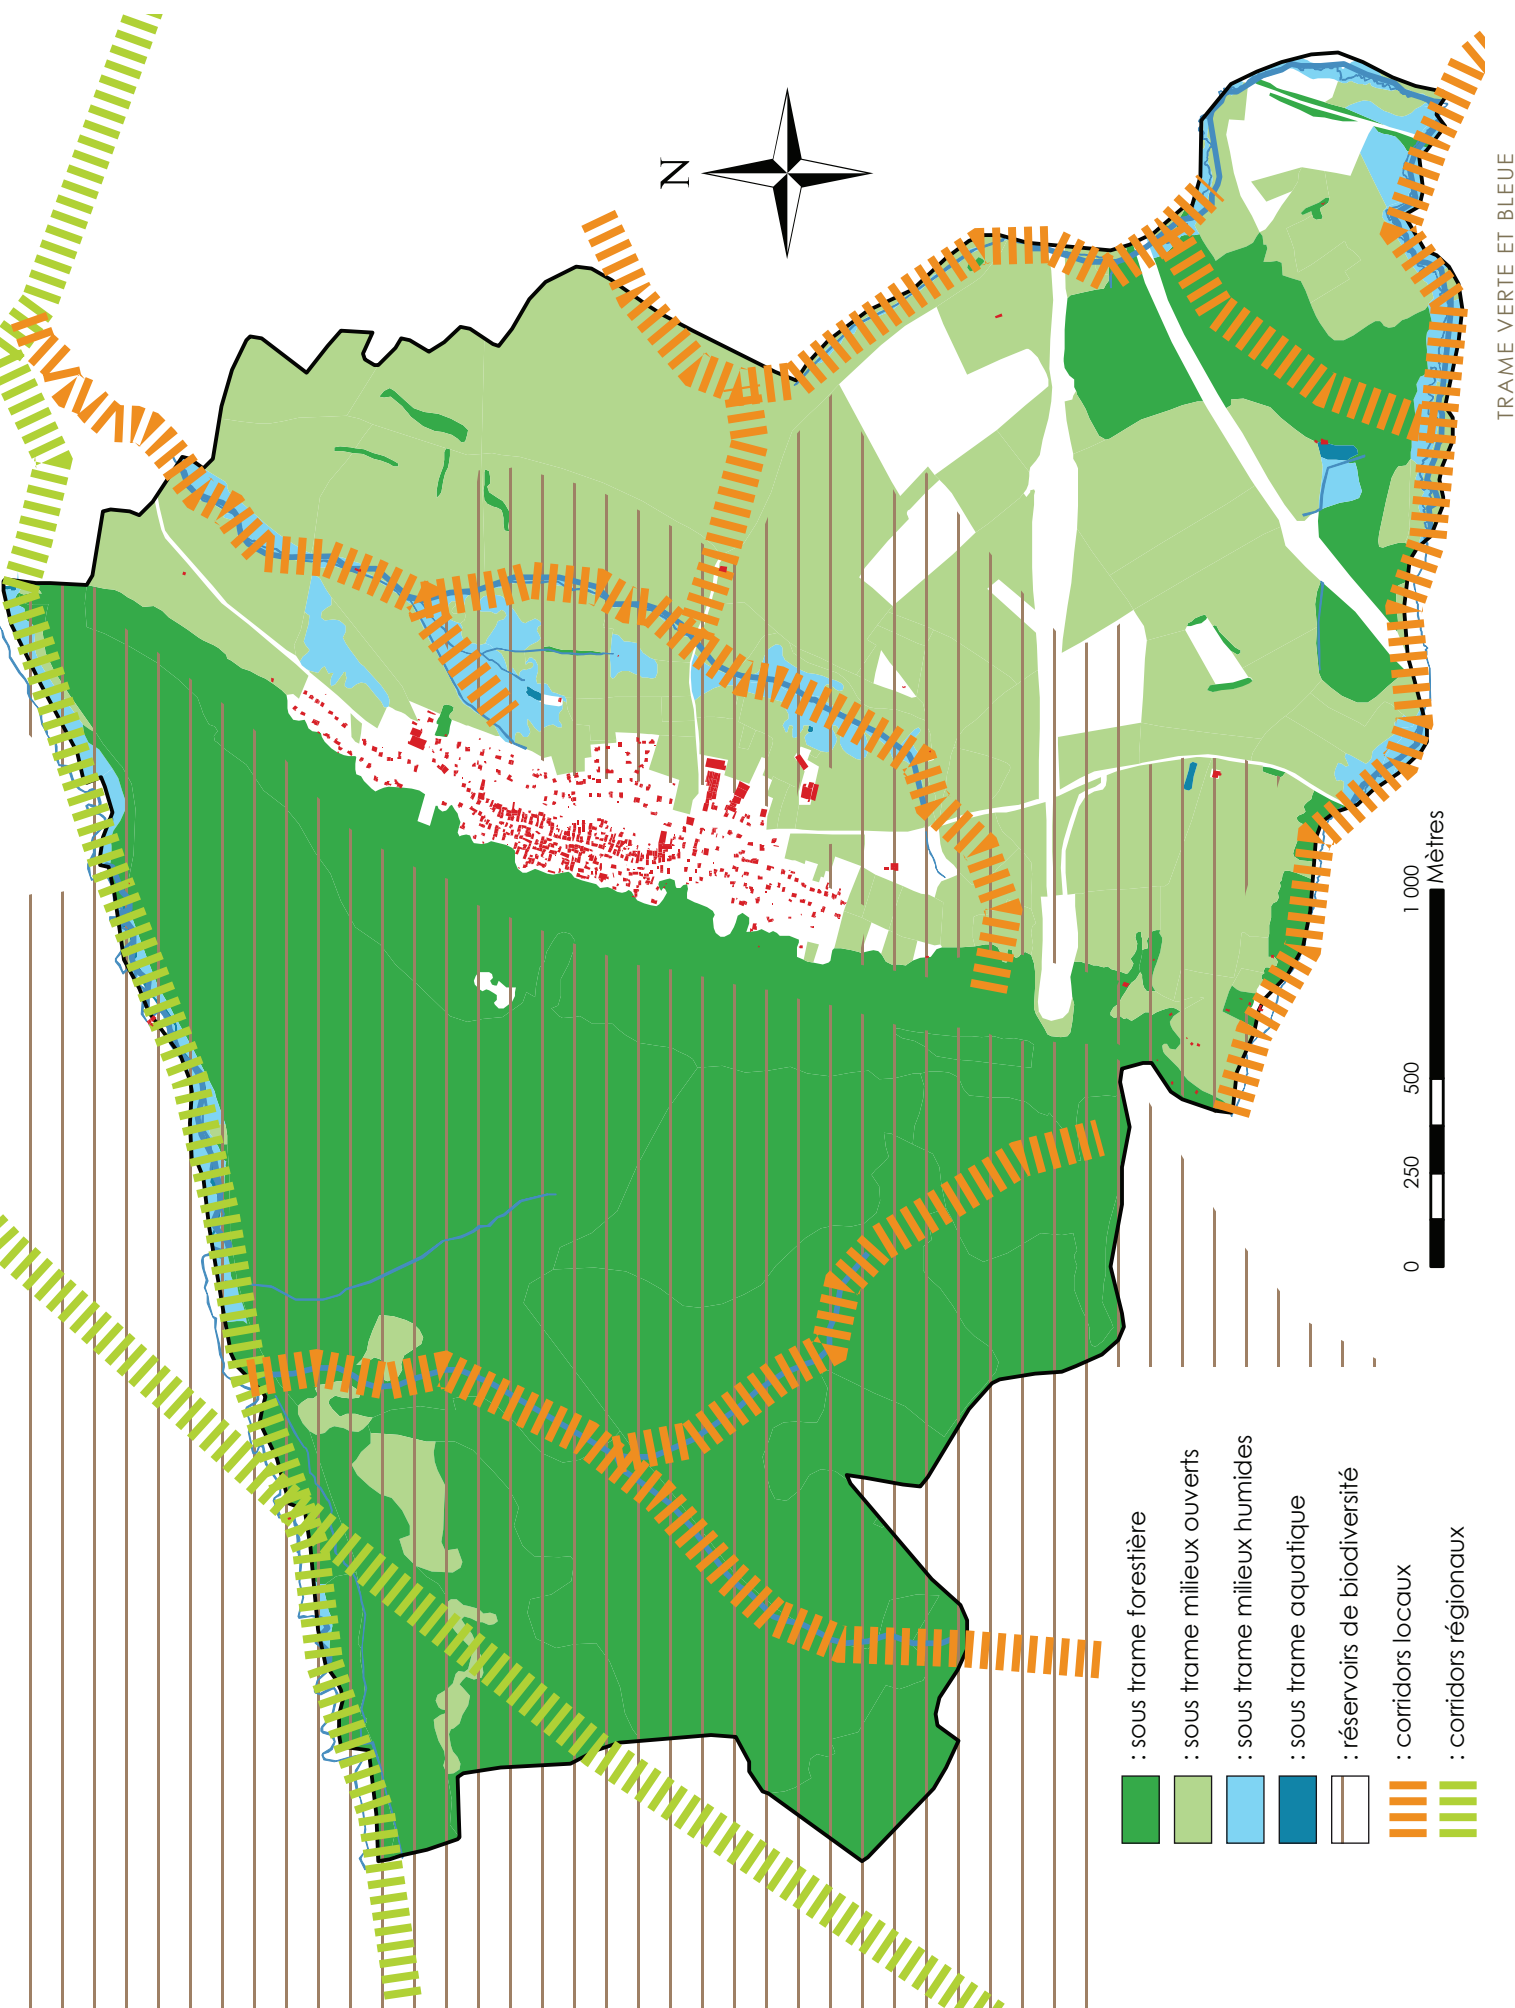 N
TRAME VERTE ET BLEUE
0 250 500 1 000
Mètres
: sous trame forestière
: sous trame milieux ouverts
: sous trame milieux humides
: sous trame aquatique
: réservoirs de biodiversité
: corridors locaux
: corridors régionaux